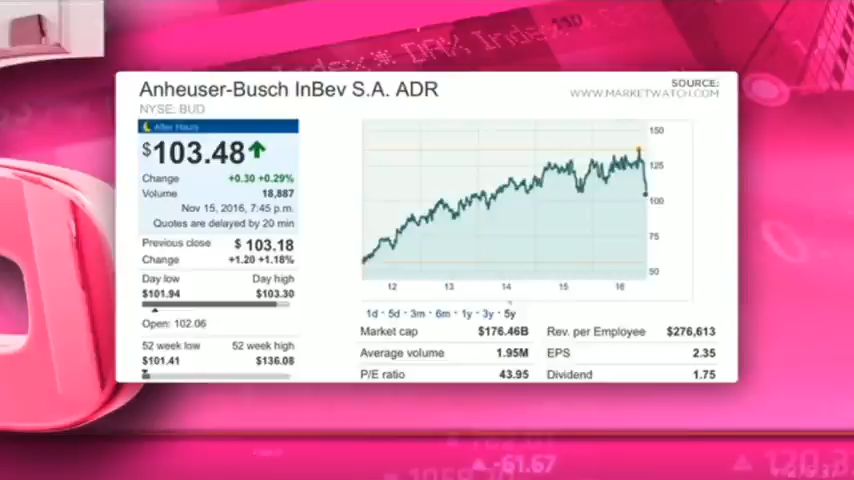 Index * DAX Index
Anheuser-Busch InBev S.A. ADR
NYSE: BUD
SOURCE:
WWW.MARKETWATCH.COM
After Hours
$103.48
Change +0.30 +0.29%
Volume 18,887
Nov 15, 2016, 7:45 p.m.
Quotes are delayed by 20 min
Previous close $ 103.18
Change +1.20 +1.18%
Day low Day high
$101.94 $103.30
Open: 102.06
52 week low 52 week high
$101.41 $136.08
150
125
100
75
50
12 13 14 15 16
1d · 5d · 3m · 6m · 1y · 3y · 5y
Market cap $176.46B Rev. per Employee $276,613
Average volume 1.95M EPS 2.35
P/E ratio 43.95 Dividend 1.75
-61.67